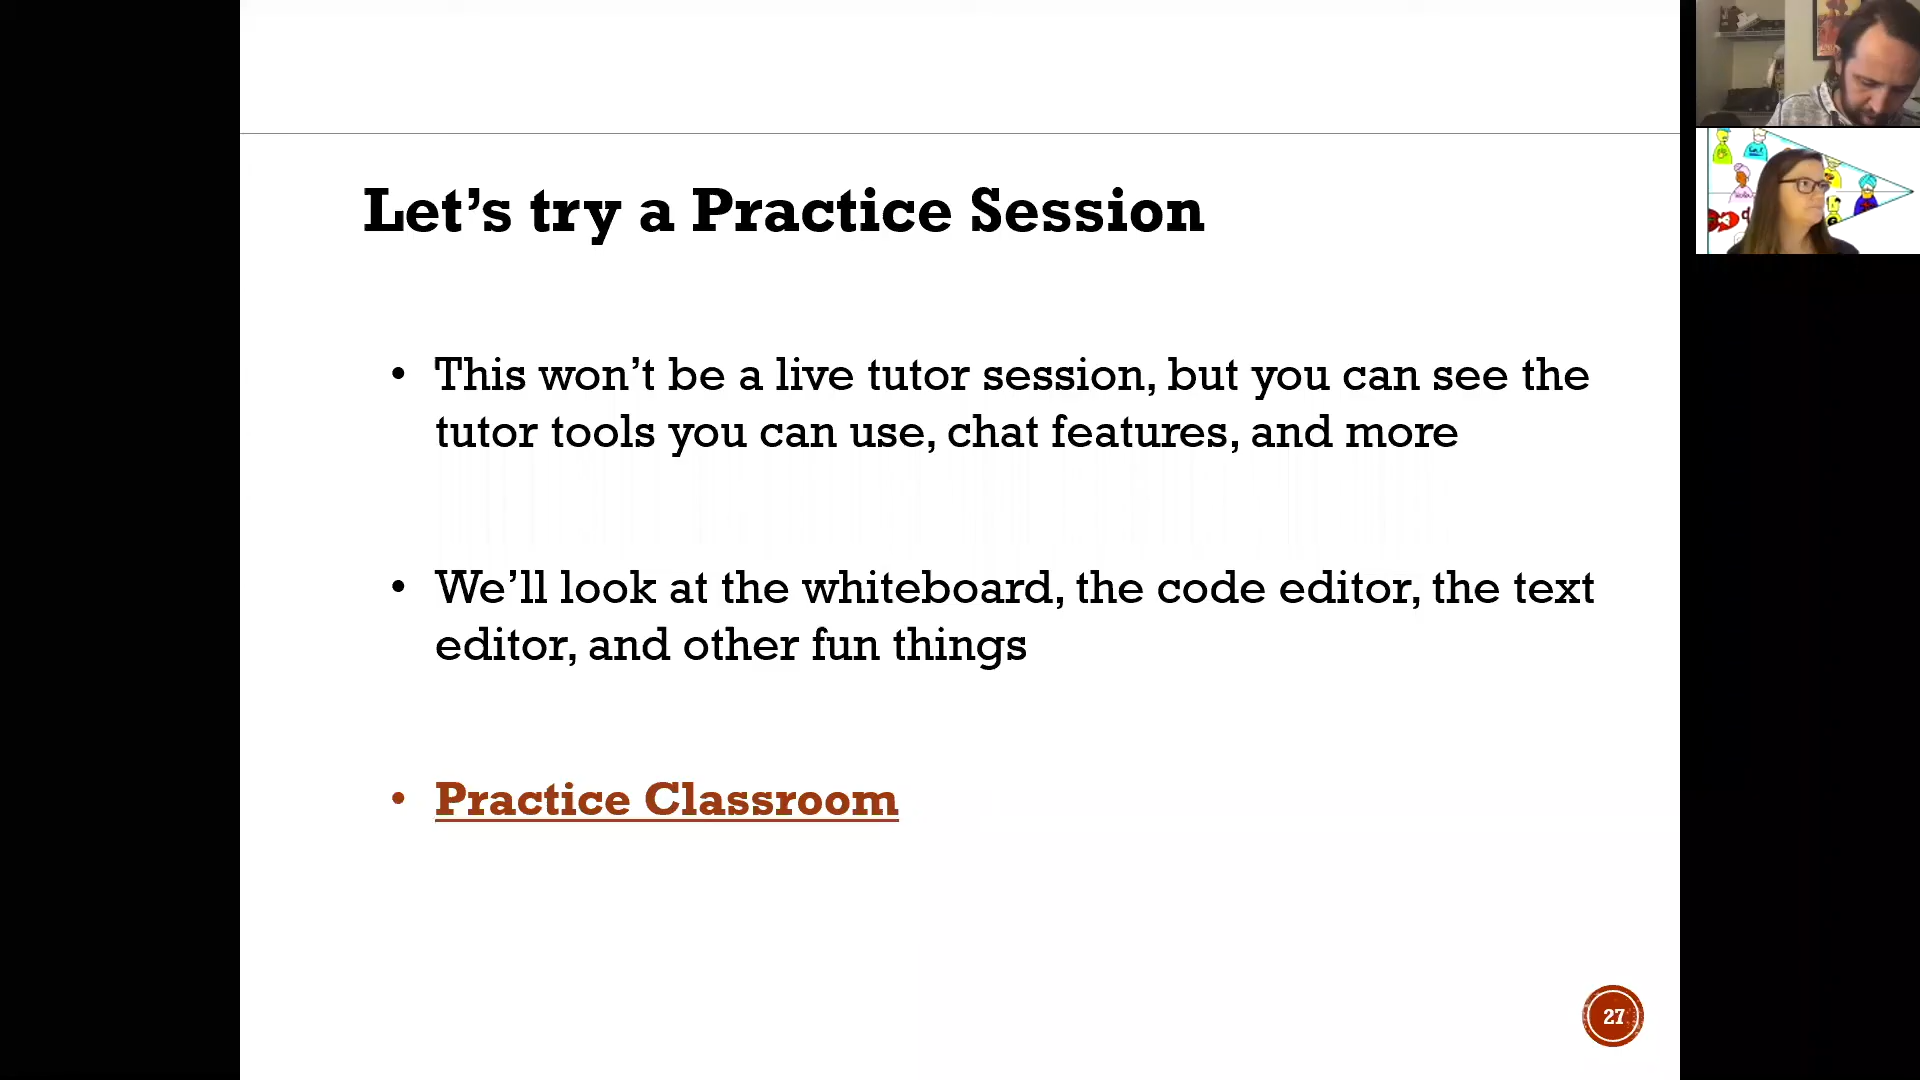 Let’s try a Practice Session
• This won’t be a live tutor session, but you can see the
tutor tools you can use, chat features, and more
• We’ll look at the whiteboard, the code editor, the text
editor, and other fun things
• Practice Classroom
27